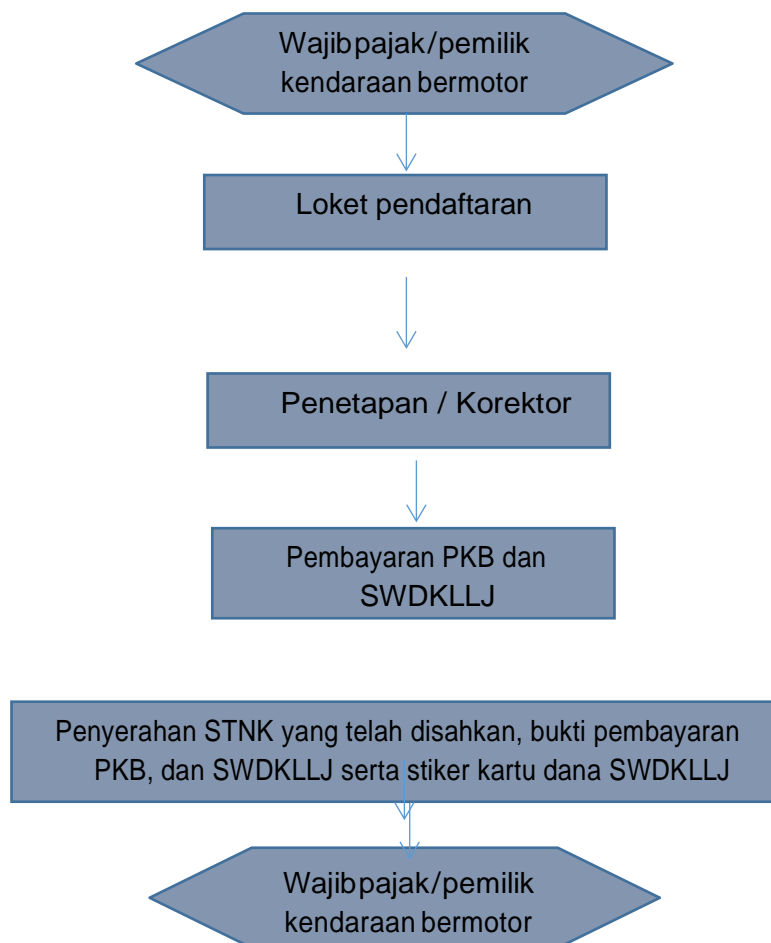 Wajibpajak/pemilik
kendaraan bermotor
Loket pendaftaran
Penetapan / Korektor
Pembayaran PKB dan
SWDKLLJ
Penyerahan STNK yang telah disahkan, bukti pembayaran
PKB, dan SWDKLLJ serta stiker kartu dana SWDKLLJ
Wajibpajak/pemilik
kendaraan bermotor